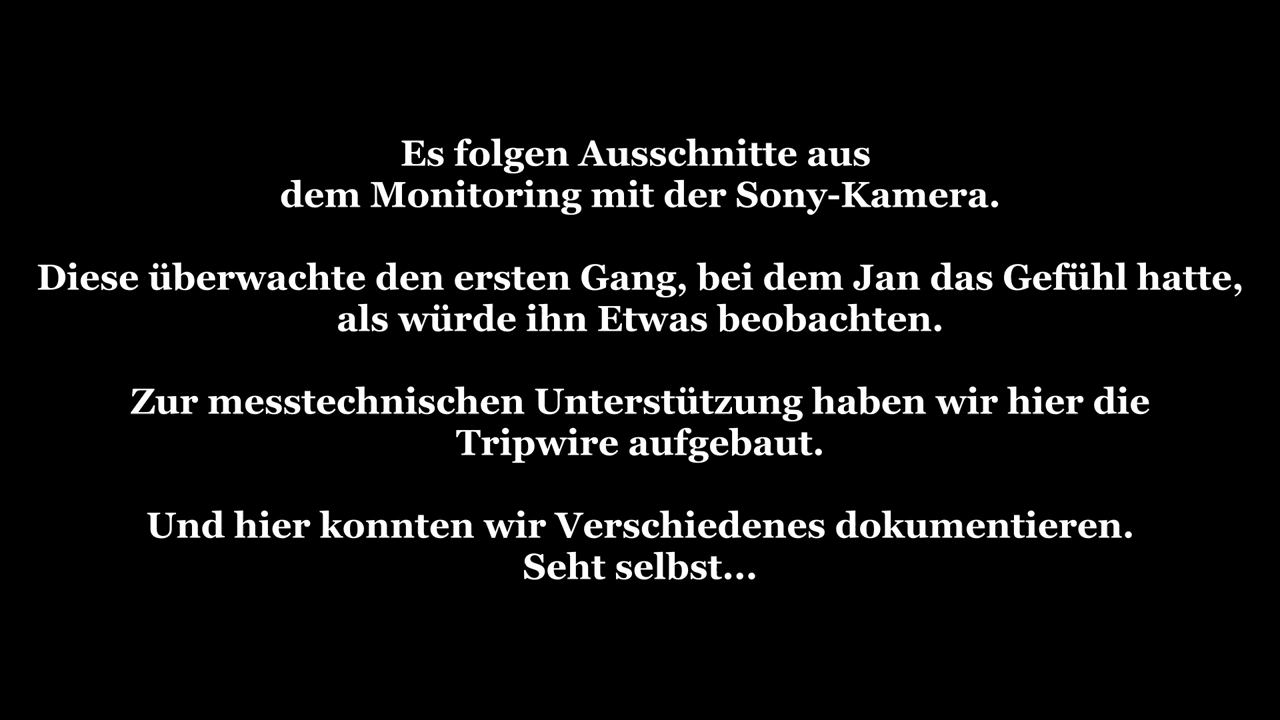 Es folgen Ausschnitte aus
dem Monitoring mit der Sony-Kamera.
Diese überwachte den ersten Gang, bei dem Jan das Gefühl hatte,
als würde ihn Etwas beobachten.
Zur messtechnischen Unterstützung haben wir hier die
Tripwire aufgebaut.
Und hier konnten wir Verschiedenes dokumentieren.
Seht selbst...